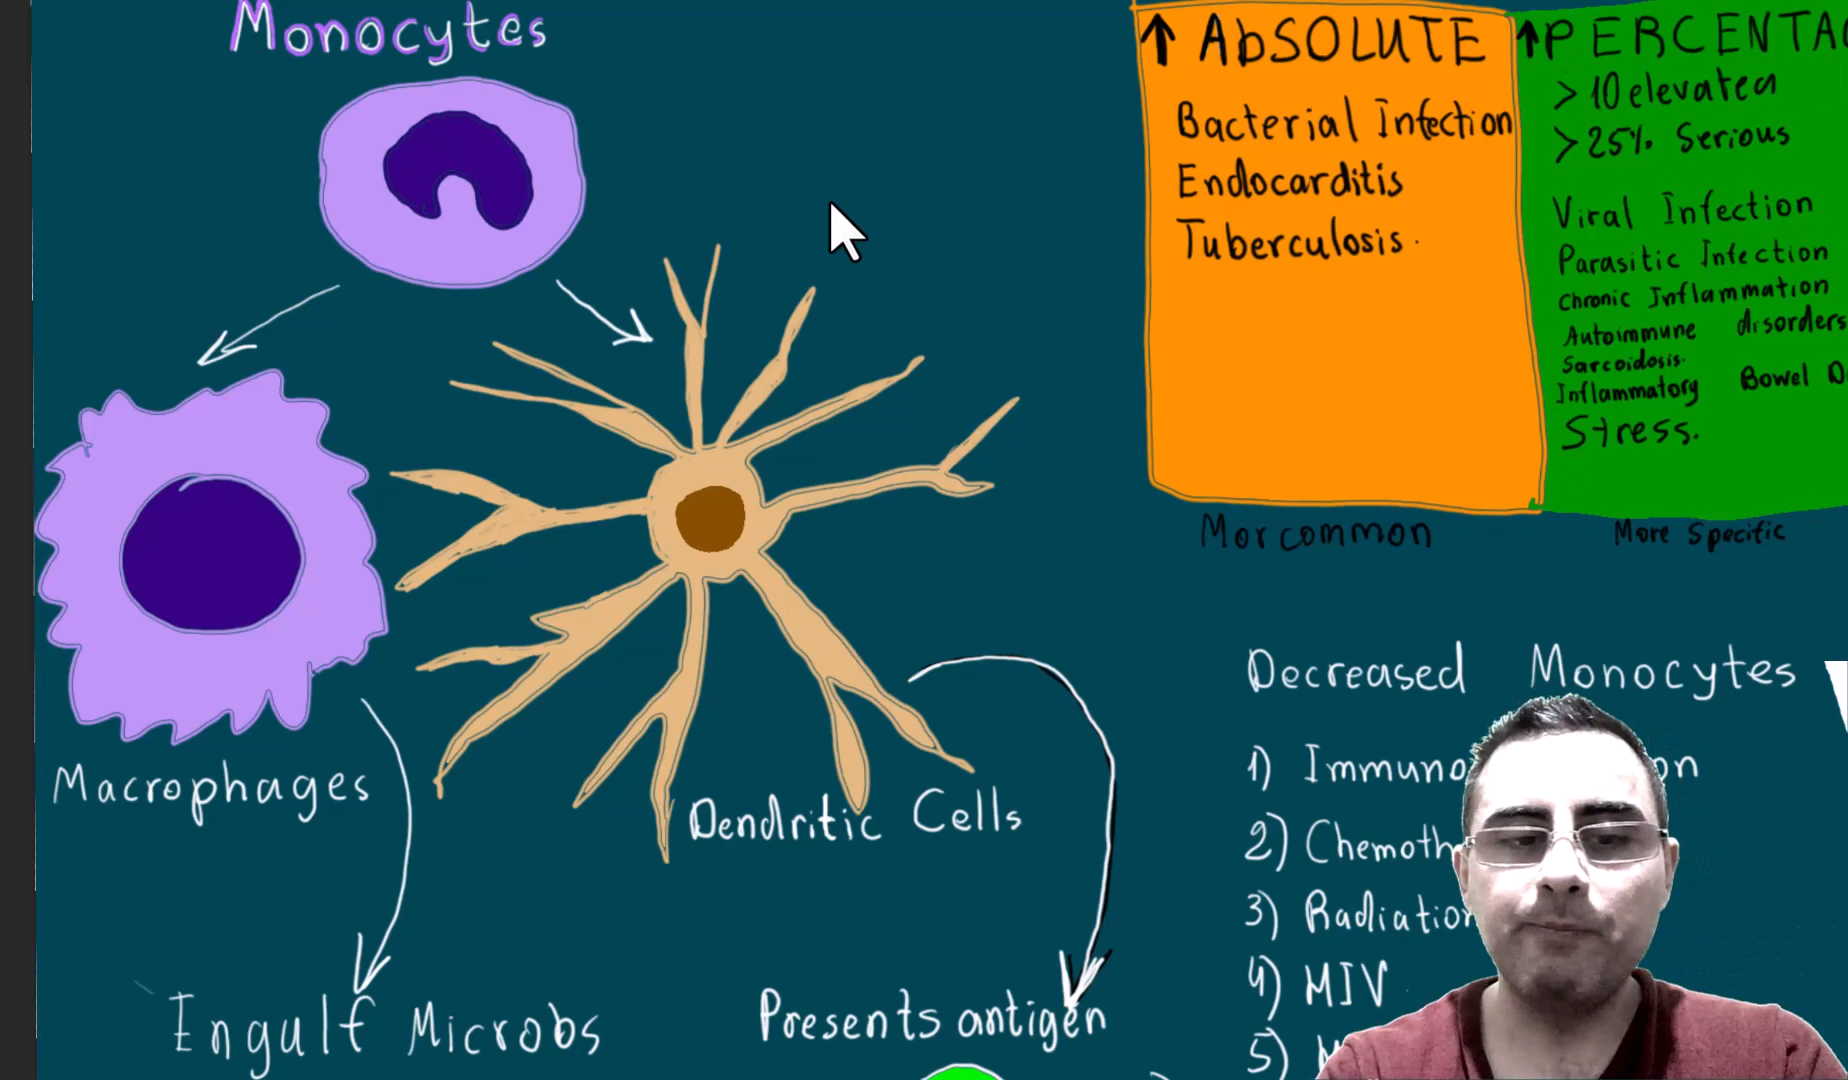 Monocytes
Macrophages
Dendritic Cells
Engulf Microbs
Presents antigen
↑ AbSOLUTE
Bacterial Infection
Endocarditis
Tuberculosis.
Mor common
↑PERCENTA
> 10 elevated
> 25% Serious
Viral Infection
Parasitic Infection
Chronic Inflammation
Autoimmune disorders
Sarcoidosis.
Inflammatory Bowel D
Stress.
More Specific
Decreased Monocytes
1)
2) Chemoth
3) Radiation
4) MIV
5)